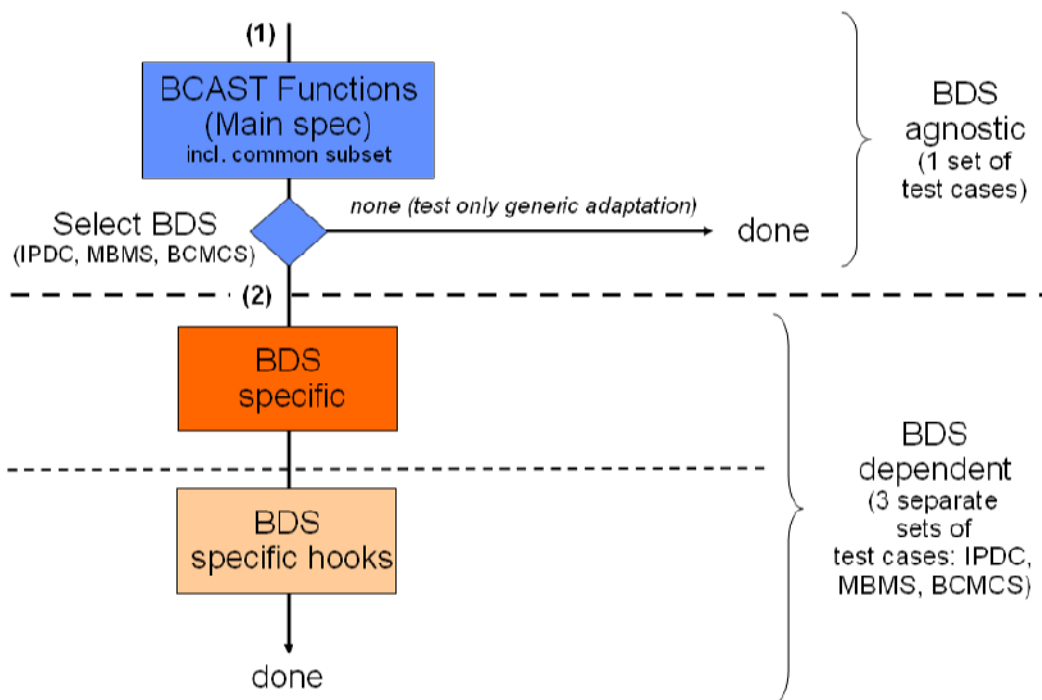 (1)
BCAST Functions
(Main spec)
incl. common subset
BDS
agnostic
(1 set of
test cases)
Select BDS
(IPDC, MBMS, BCMCS)
none (test only generic adaptation)
done
(2)
BDS
specific
BDS
specific hooks
BDS
dependent
(3 separate
sets of
test cases: IPDC,
MBMS, BCMCS)
done